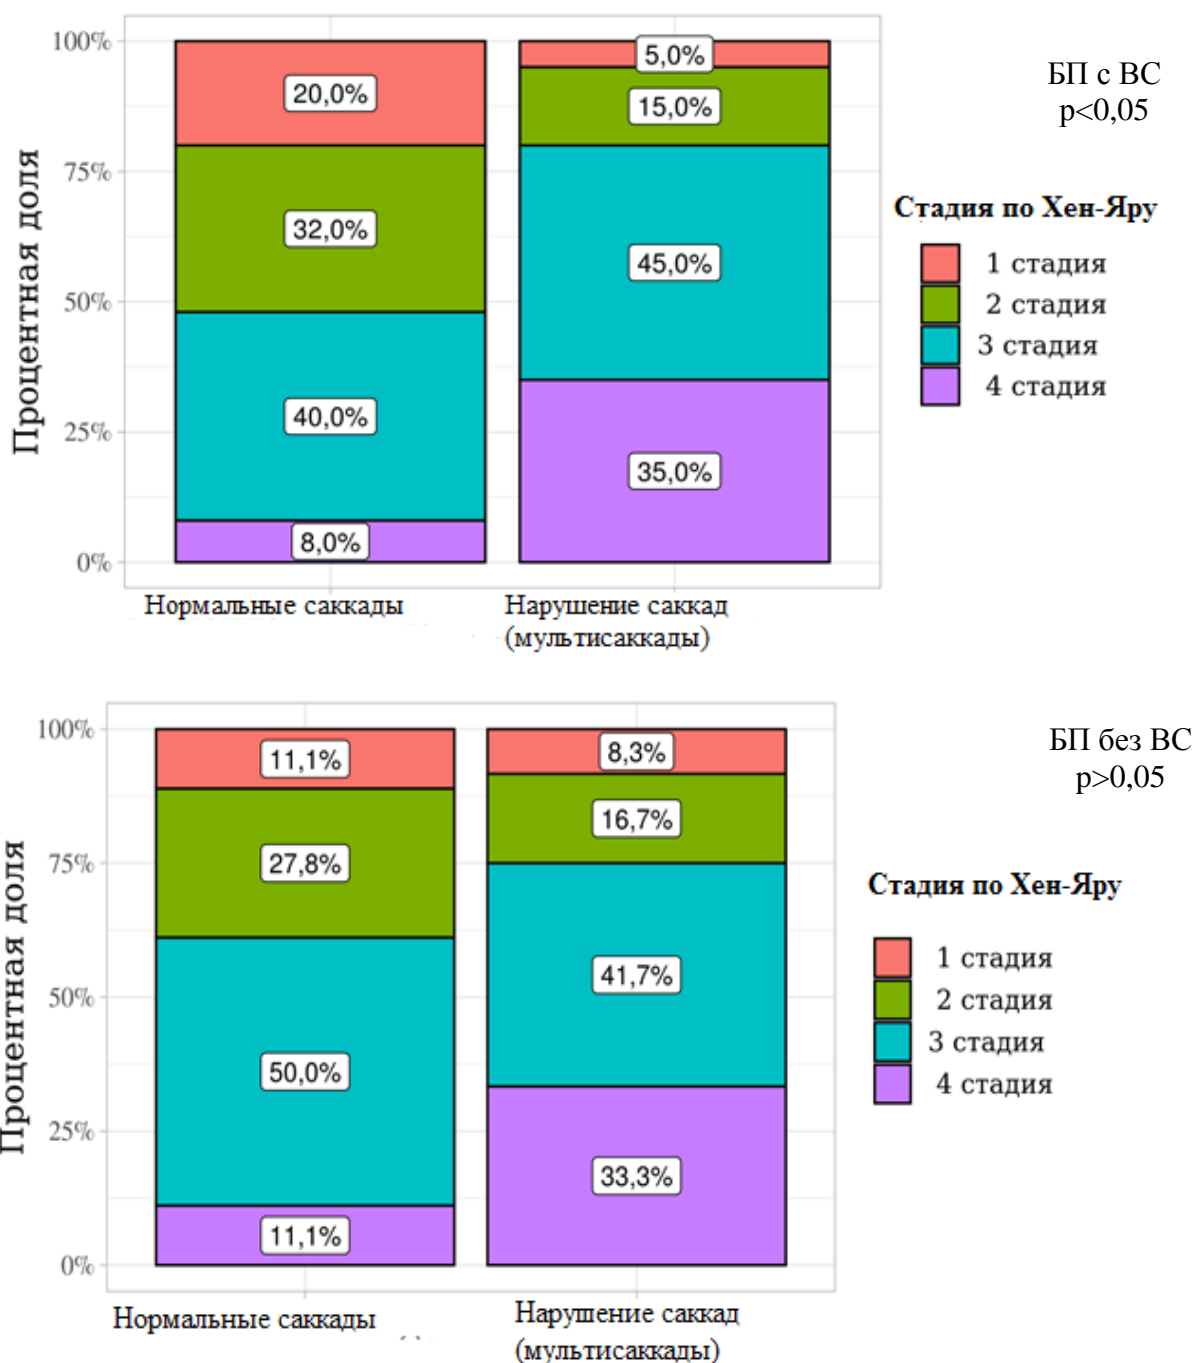 100%
75%
50%
25%
0%
Процентная доля
20,0%
32,0%
40,0%
8,0%
5,0%
15,0%
45,0%
35,0%
Нормальные саккады
Нарушение саккад
(мультисаккады)
БП с ВС
p<0,05
Стадия по Хен-Яру
1 стадия
2 стадия
3 стадия
4 стадия
100%
75%
50%
25%
0%
Процентная доля
11,1%
27,8%
50,0%
11,1%
8,3%
16,7%
41,7%
33,3%
Нормальные саккады
Нарушение саккад
(мультисаккады)
БП без ВС
p>0,05
Стадия по Хен-Яру
1 стадия
2 стадия
3 стадия
4 стадия